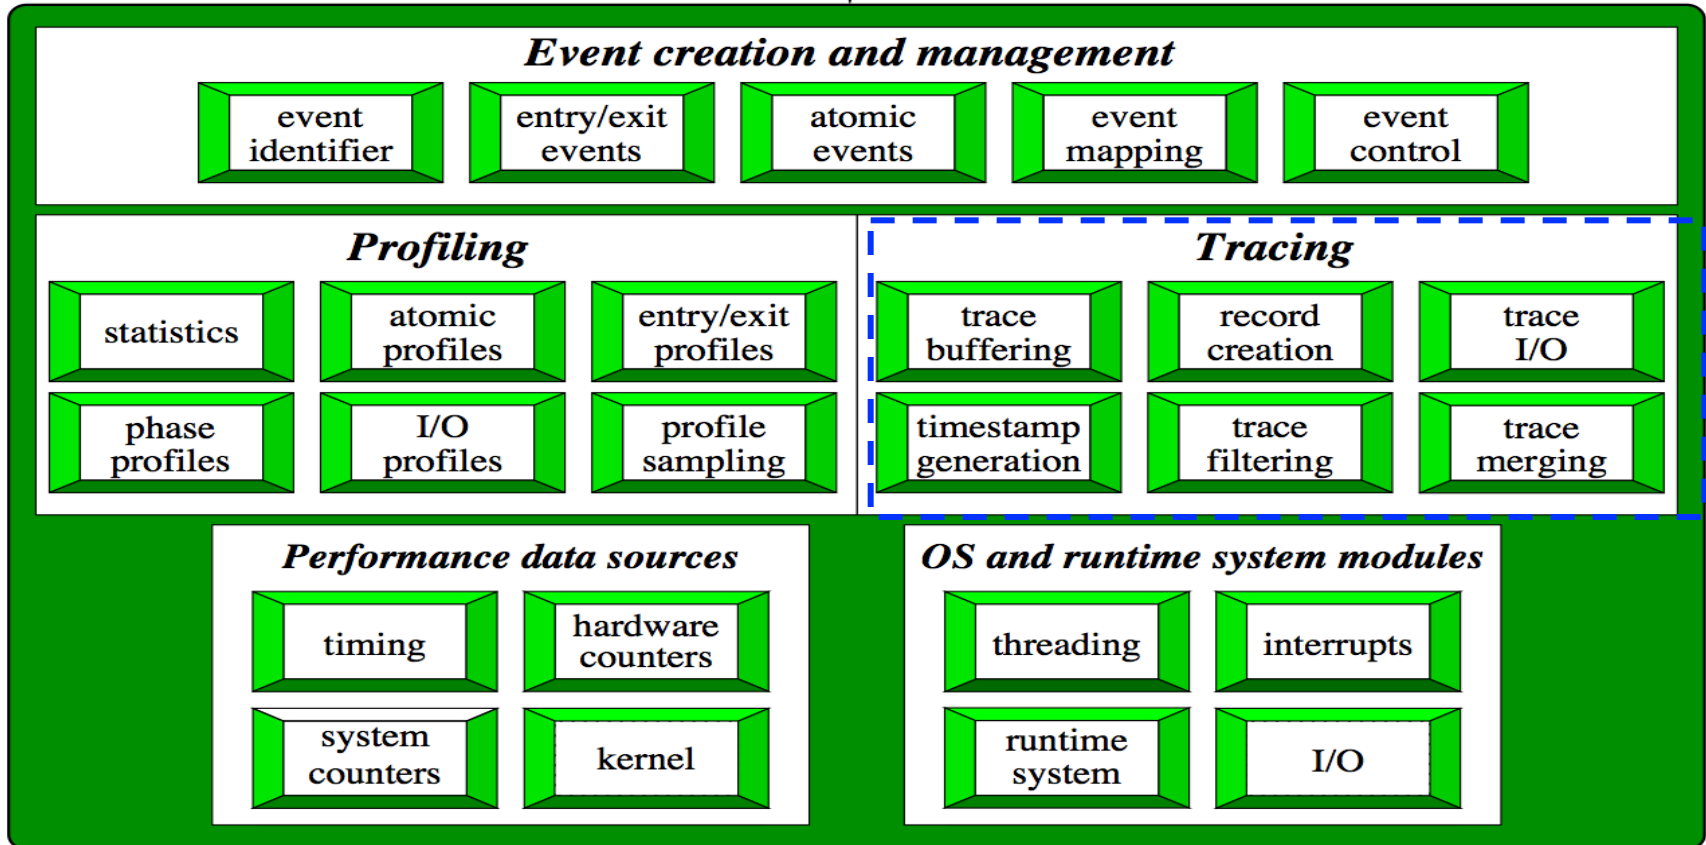 Event creation and management
event
identifier
entry/exit
events
atomic
events
event
mapping
event
control
Profiling
statistics
atomic
profiles
entry/exit
profiles
phase
profiles
I/O
profiles
profile
sampling
Tracing
trace
buffering
record
creation
trace
I/O
timestamp
generation
trace
filtering
trace
merging
Performance data sources
timing
hardware
counters
system
counters
kernel
OS and runtime system modules
threading
interrupts
runtime
system
I/O